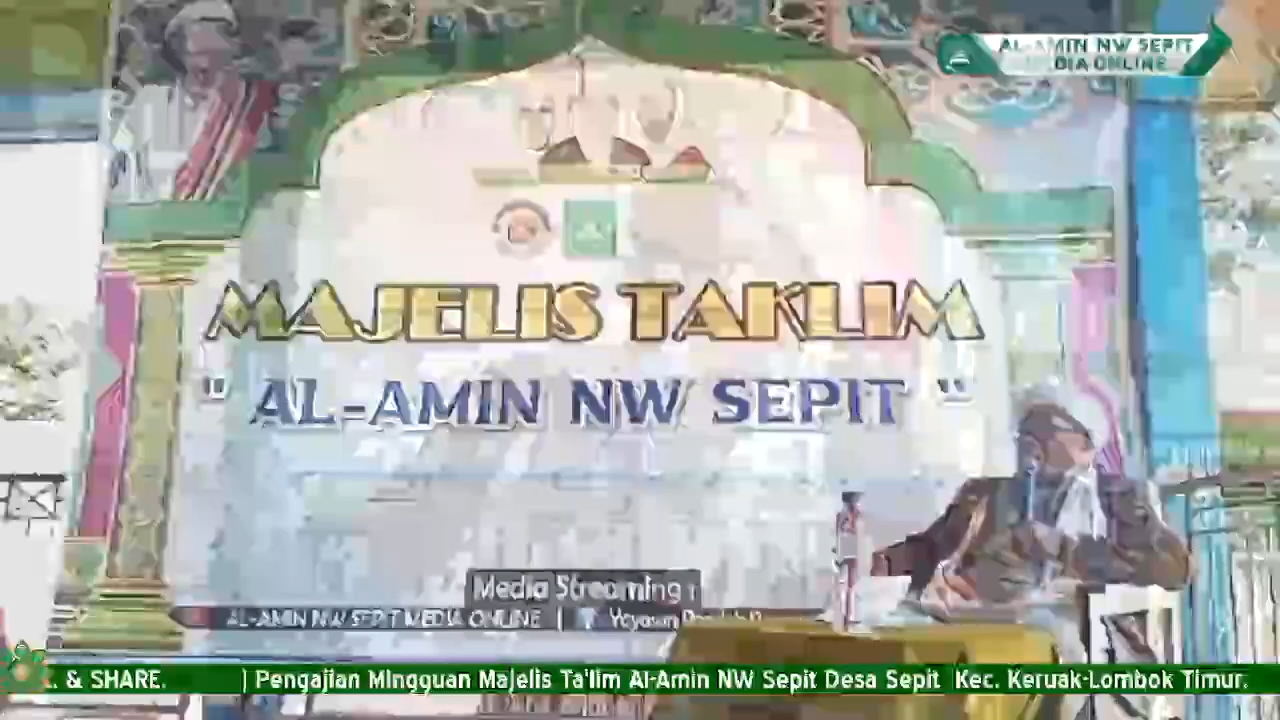 AL-AMIN NW SEPIT
MEDIA ONLINE
MAJELIS TAKLIM
" AL-AMIN NW SEPIT "
Media Streaming
AL-AMIN NW SEPIT MEDIA ONLINE | Yayasan
& SHARE. | Pengajian Mingguan Majelis Ta'lim Al-Amin NW Sepit Desa Sepit Kec. Keruak-Lombok Timur.